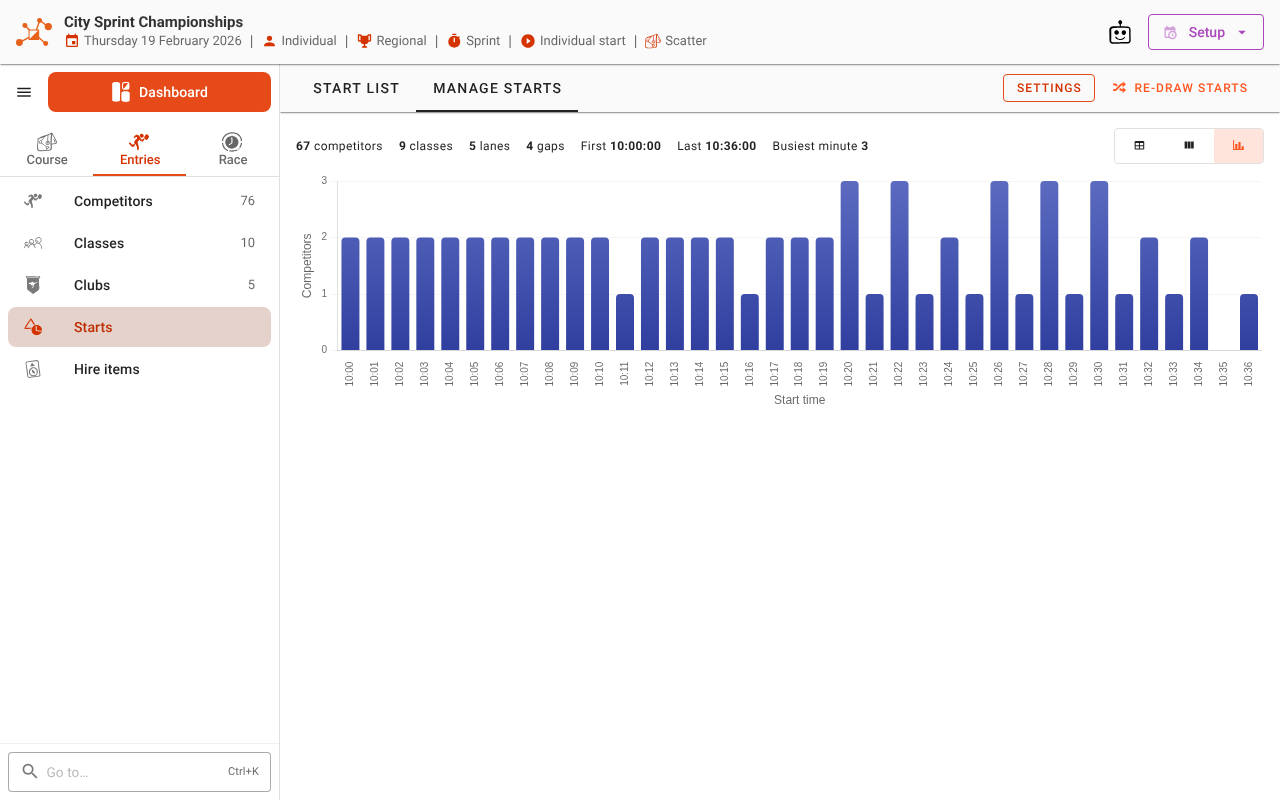 City Sprint Championships
Thursday 19 February 2026 | Individual | Regional | Sprint | Individual start | Scatter
Setup
Dashboard
START LIST
MANAGE STARTS
SETTINGS
RE-DRAW STARTS
Course
Entries
Race
Competitors 76
Classes 10
Clubs 5
Starts
Hire items
67 competitors 9 classes 5 lanes 4 gaps First 10:00:00 Last 10:36:00 Busiest minute 3
Competitors
3
2
1
0
10:00 10:01 10:02 10:03 10:04 10:05 10:06 10:07 10:08 10:09 10:10 10:11 10:12 10:13 10:14 10:15 10:16 10:17 10:18 10:19 10:20 10:21 10:22 10:23 10:24 10:25 10:26 10:27 10:28 10:29 10:30 10:31 10:32 10:33 10:34 10:35 10:36
Start time
Go to... Ctrl+K